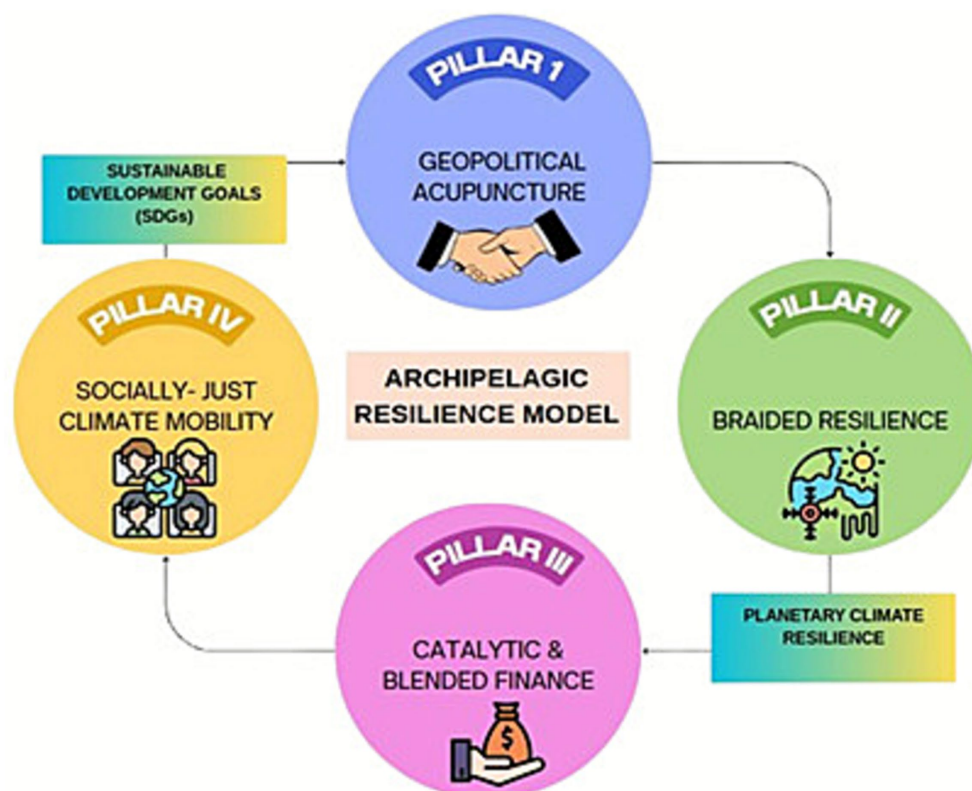 PILLAR 1
GEOPOLITICAL
ACUPUNCTURE
SUSTAINABLE
DEVELOPMENT GOALS
(SDGs)
PILLAR IV
SOCIALLY- JUST
CLIMATE MOBILITY
ARCHIPELAGIC
RESILIENCE MODEL
PILLAR II
BRAIDED RESILIENCE
PLANETARY CLIMATE
RESILIENCE
PILLAR III
CATALYTIC &
BLENDED FINANCE
$